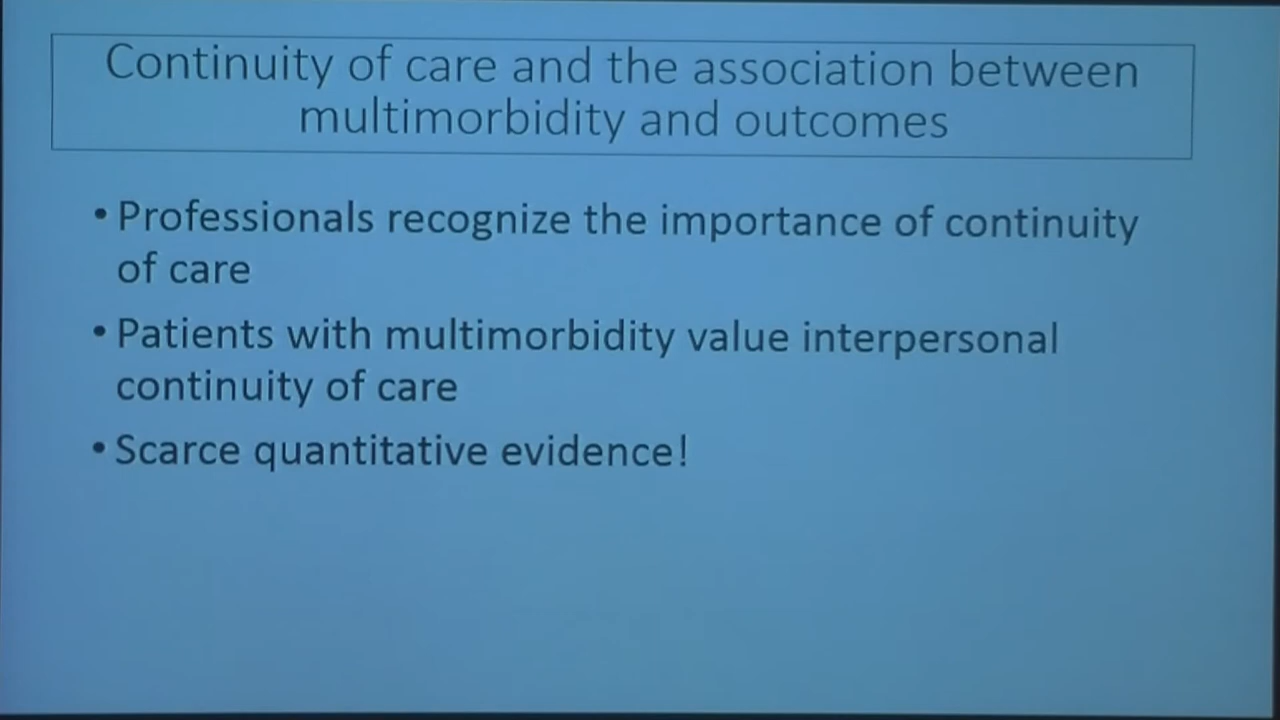 Continuity of care and the association between
multimorbidity and outcomes
• Professionals recognize the importance of continuity
of care
• Patients with multimorbidity value interpersonal
continuity of care
• Scarce quantitative evidence!